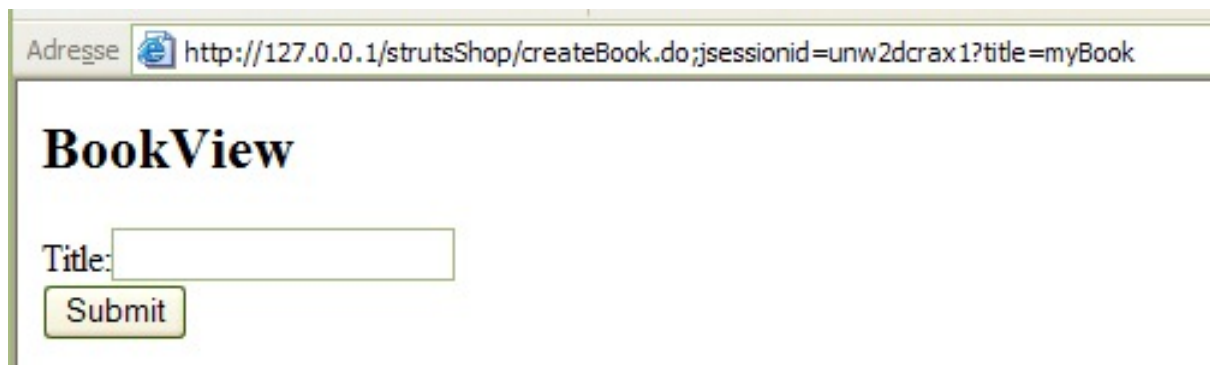 Adresse http://127.0.0.1/strutsShop/createBook.do;jsessionid=unw2dcrax1?title=myBook
BookView
Title:
Submit